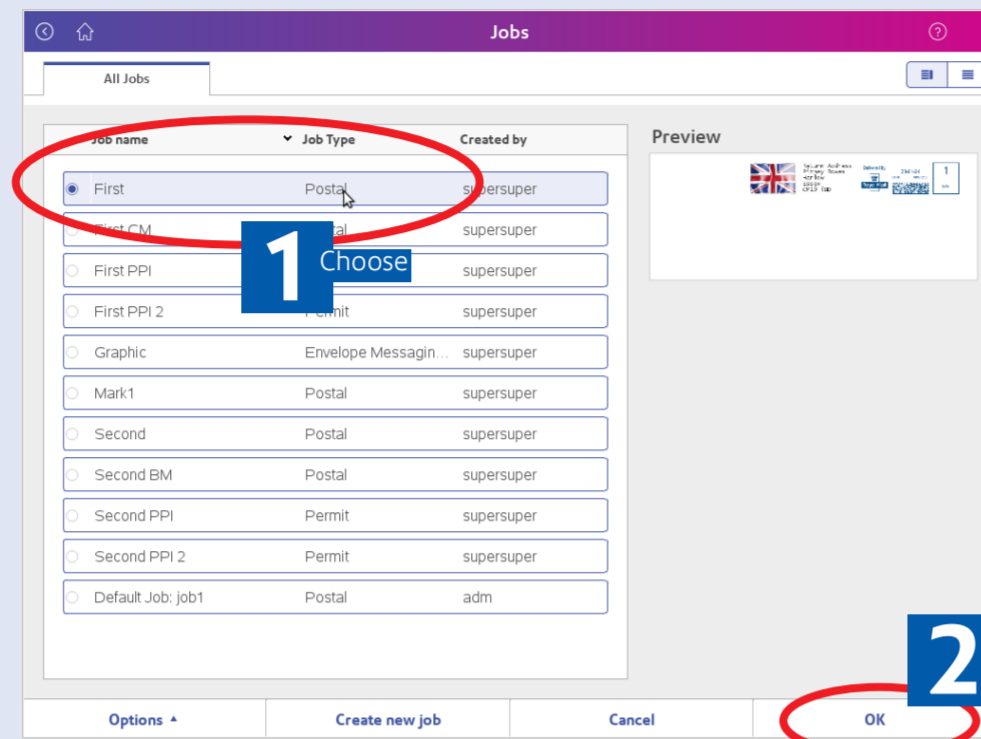 Jobs
All Jobs
Job name Job Type Created by
Preview
First Postal supersuper
First CM supersuper
1 Choose
First PPI supersuper
First PPI 2 Permit supersuper
Graphic Envelope Messagin... supersuper
Mark1 Postal supersuper
Second Postal supersuper
Second BM Postal supersuper
Second PPI Permit supersuper
Second PPI 2 Permit supersuper
Default Job: job1 Postal adm
2
Options Create new job Cancel OK